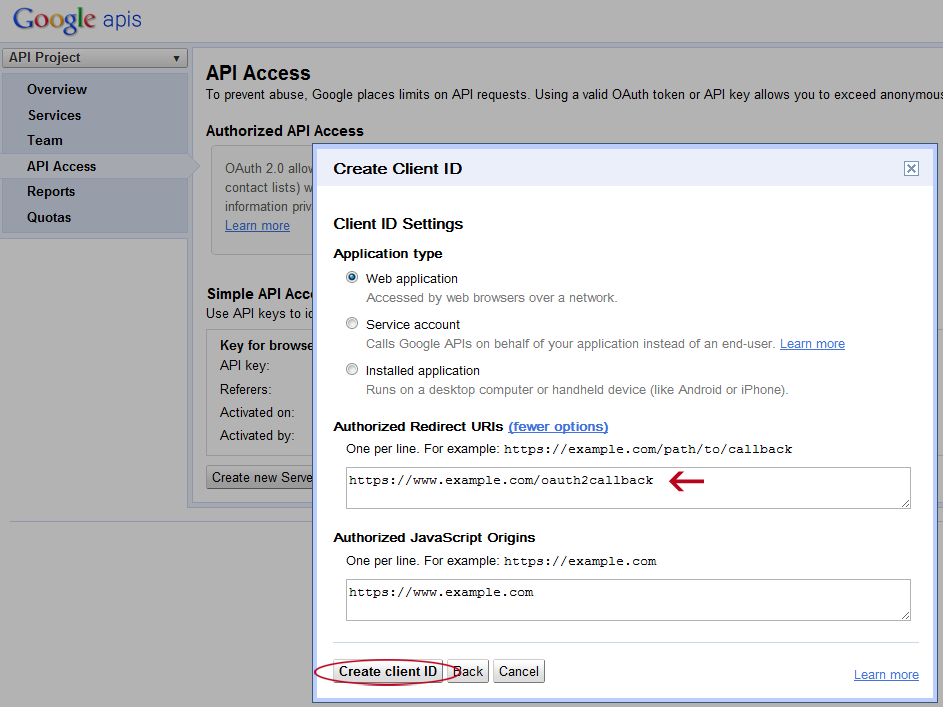 Google apis
API Project
Overview
Services
Team
API Access
Reports
Quotas
API Access
To prevent abuse, Google places limits on API requests. Using a valid OAuth token or API key allows you to exceed anonymous
Authorized API Access
OAuth 2.0
contact lists)
information
Learn more
Simple API
Use API keys to
Key for
API key:
Referers:
Activated on:
Activated by:
Create new
Create Client ID
Client ID Settings
Application type
Web application
Accessed by web browsers over a network.
Service account
Calls Google APIs on behalf of your application instead of an end-user. Learn more
Installed application
Runs on a desktop computer or handheld device (like Android or iPhone).
Authorized Redirect URIs (fewer options)
One per line. For example: https://example.com/path/to/callback
https://www.example.com/oauth2callback
Authorized JavaScript Origins
One per line. For example: https://example.com
https://www.example.com
Create client ID Back Cancel
Learn more